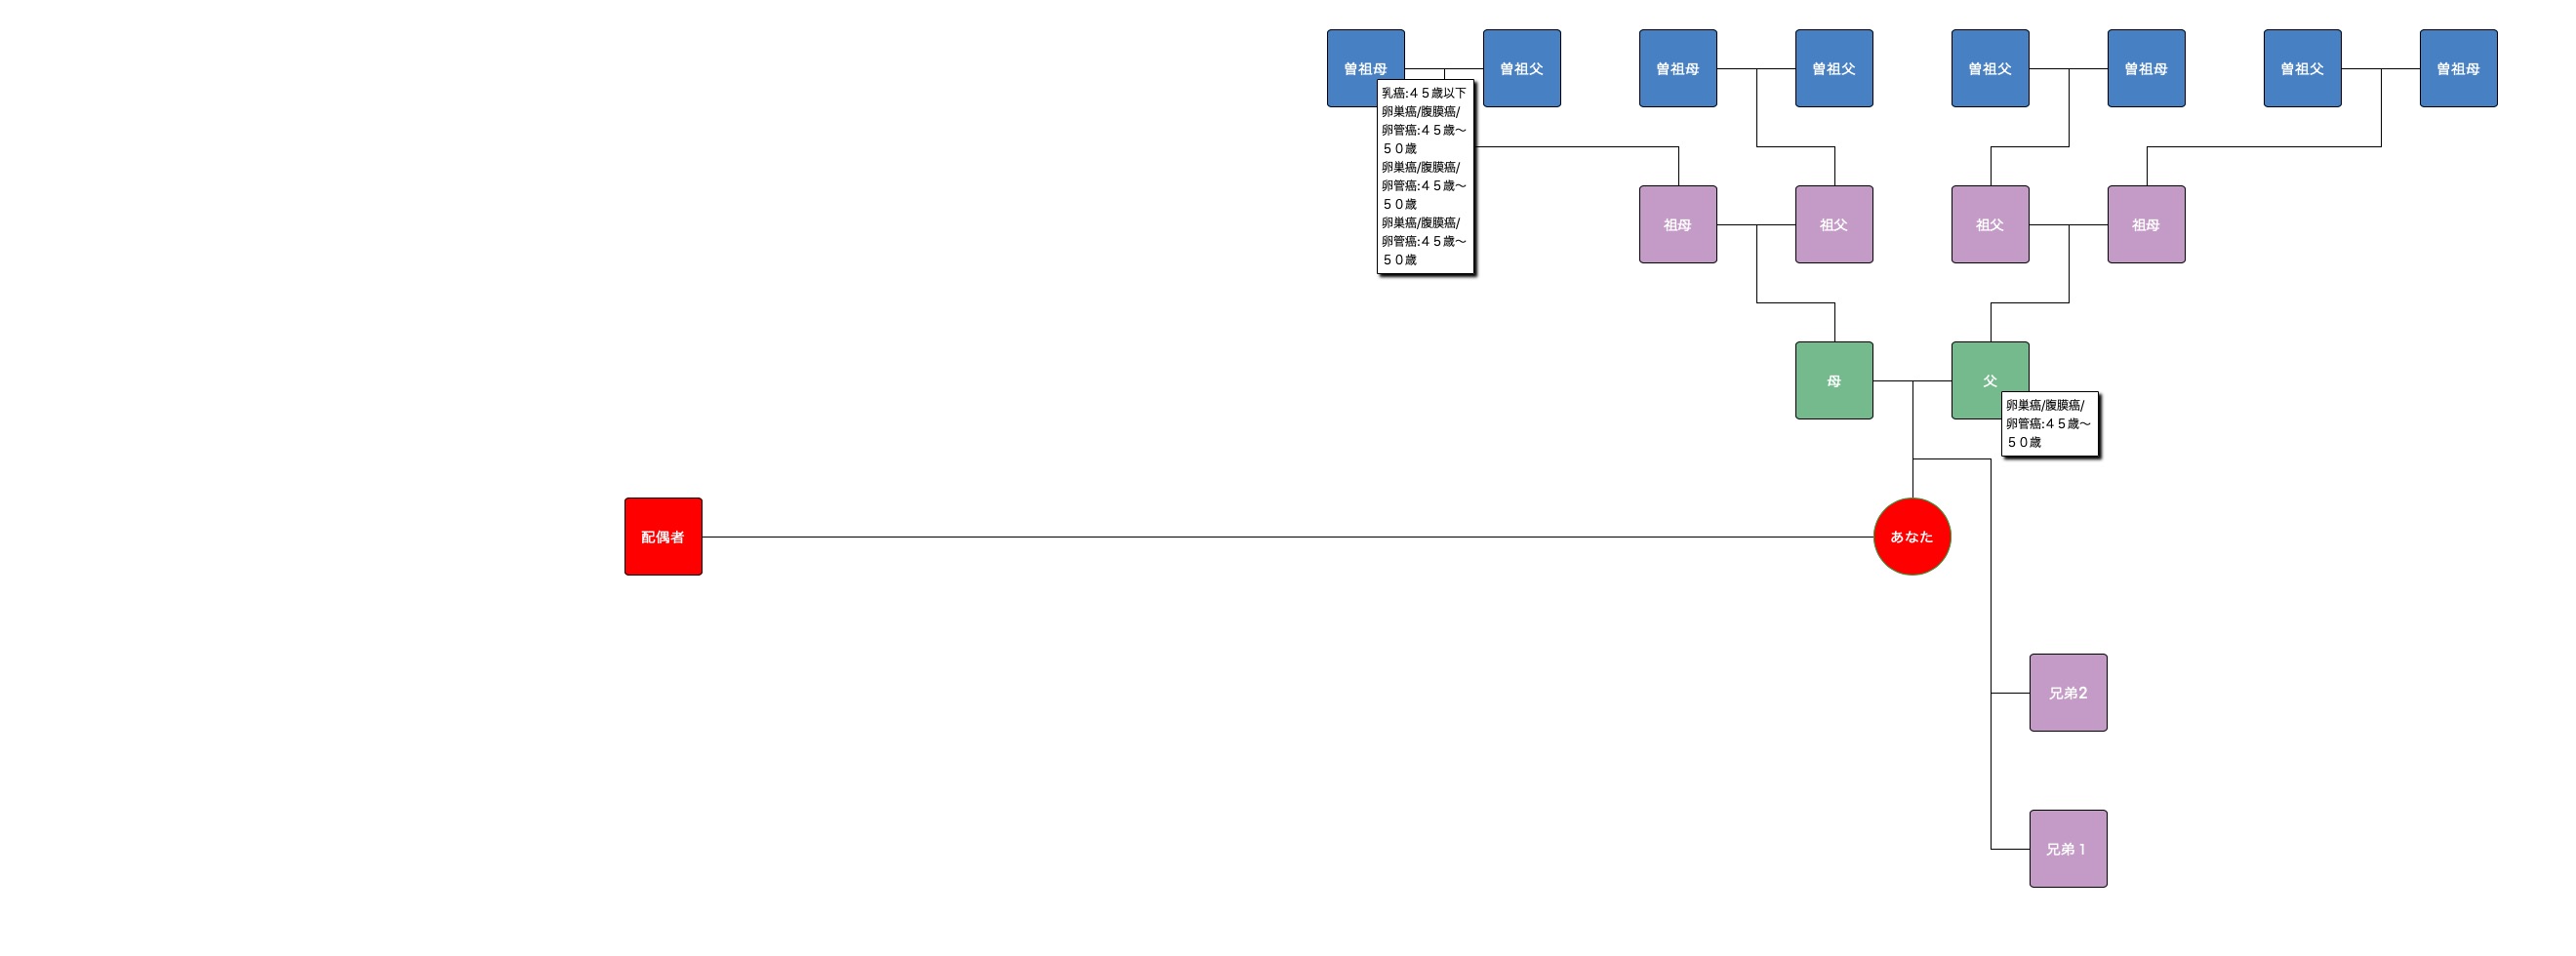 曽祖母
曽祖父
曽祖母
曽祖父
曽祖父
曽祖母
曽祖父
曽祖母
乳癌:４５歳以下
卵巣癌/腹膜癌/
卵管癌:４５歳〜
５０歳
卵巣癌/腹膜癌/
卵管癌:４５歳〜
５０歳
卵巣癌/腹膜癌/
卵管癌:４５歳〜
５０歳
祖母
祖父
祖父
祖母
母
父
卵巣癌/腹膜癌/
卵管癌:４５歳〜
５０歳
配偶者
あなた
兄弟2
兄弟１